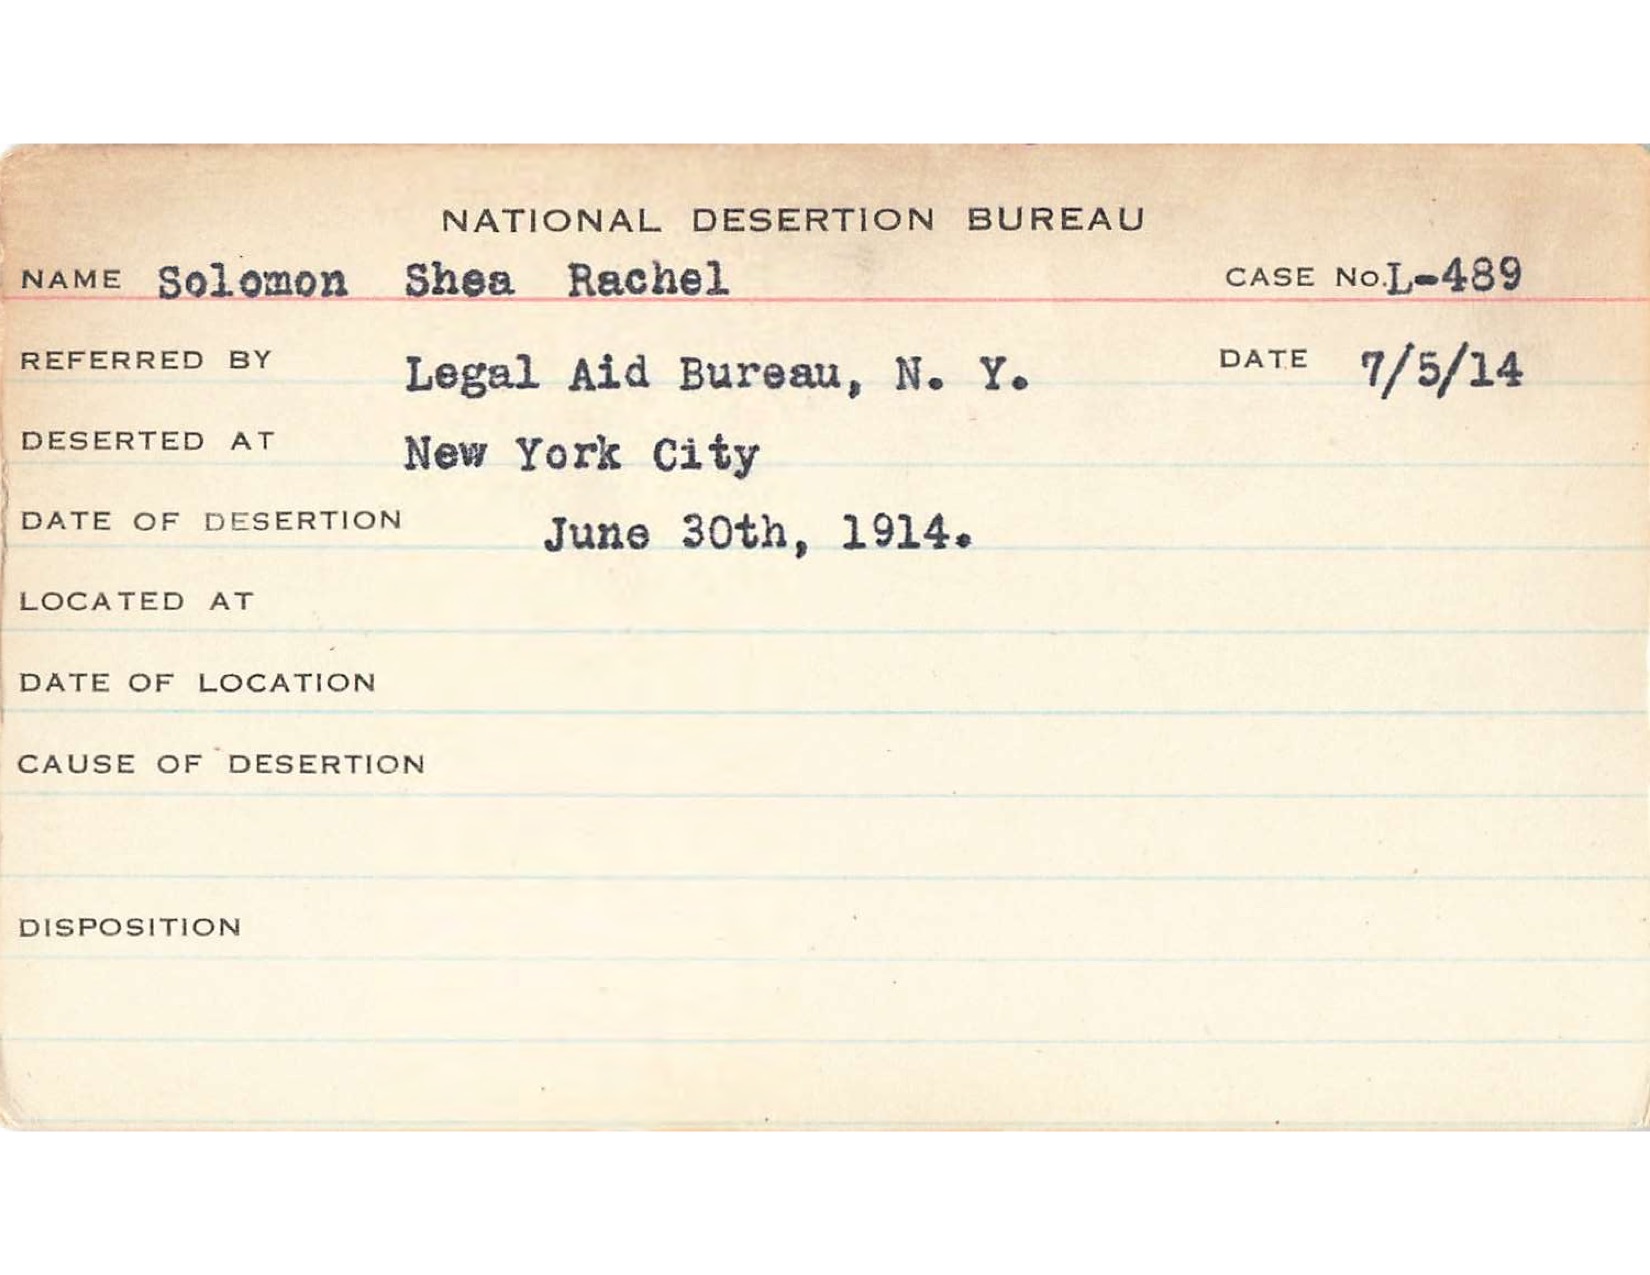 NATIONAL DESERTION BUREAU
NAME Solomon Shea Rachel CASE No. L-489
REFERRED BY Legal Aid Bureau, N. Y. DATE 7/5/14
DESERTED AT New York City
DATE OF DESERTION June 30th, 1914.
LOCATED AT
DATE OF LOCATION
CAUSE OF DESERTION
DISPOSITION